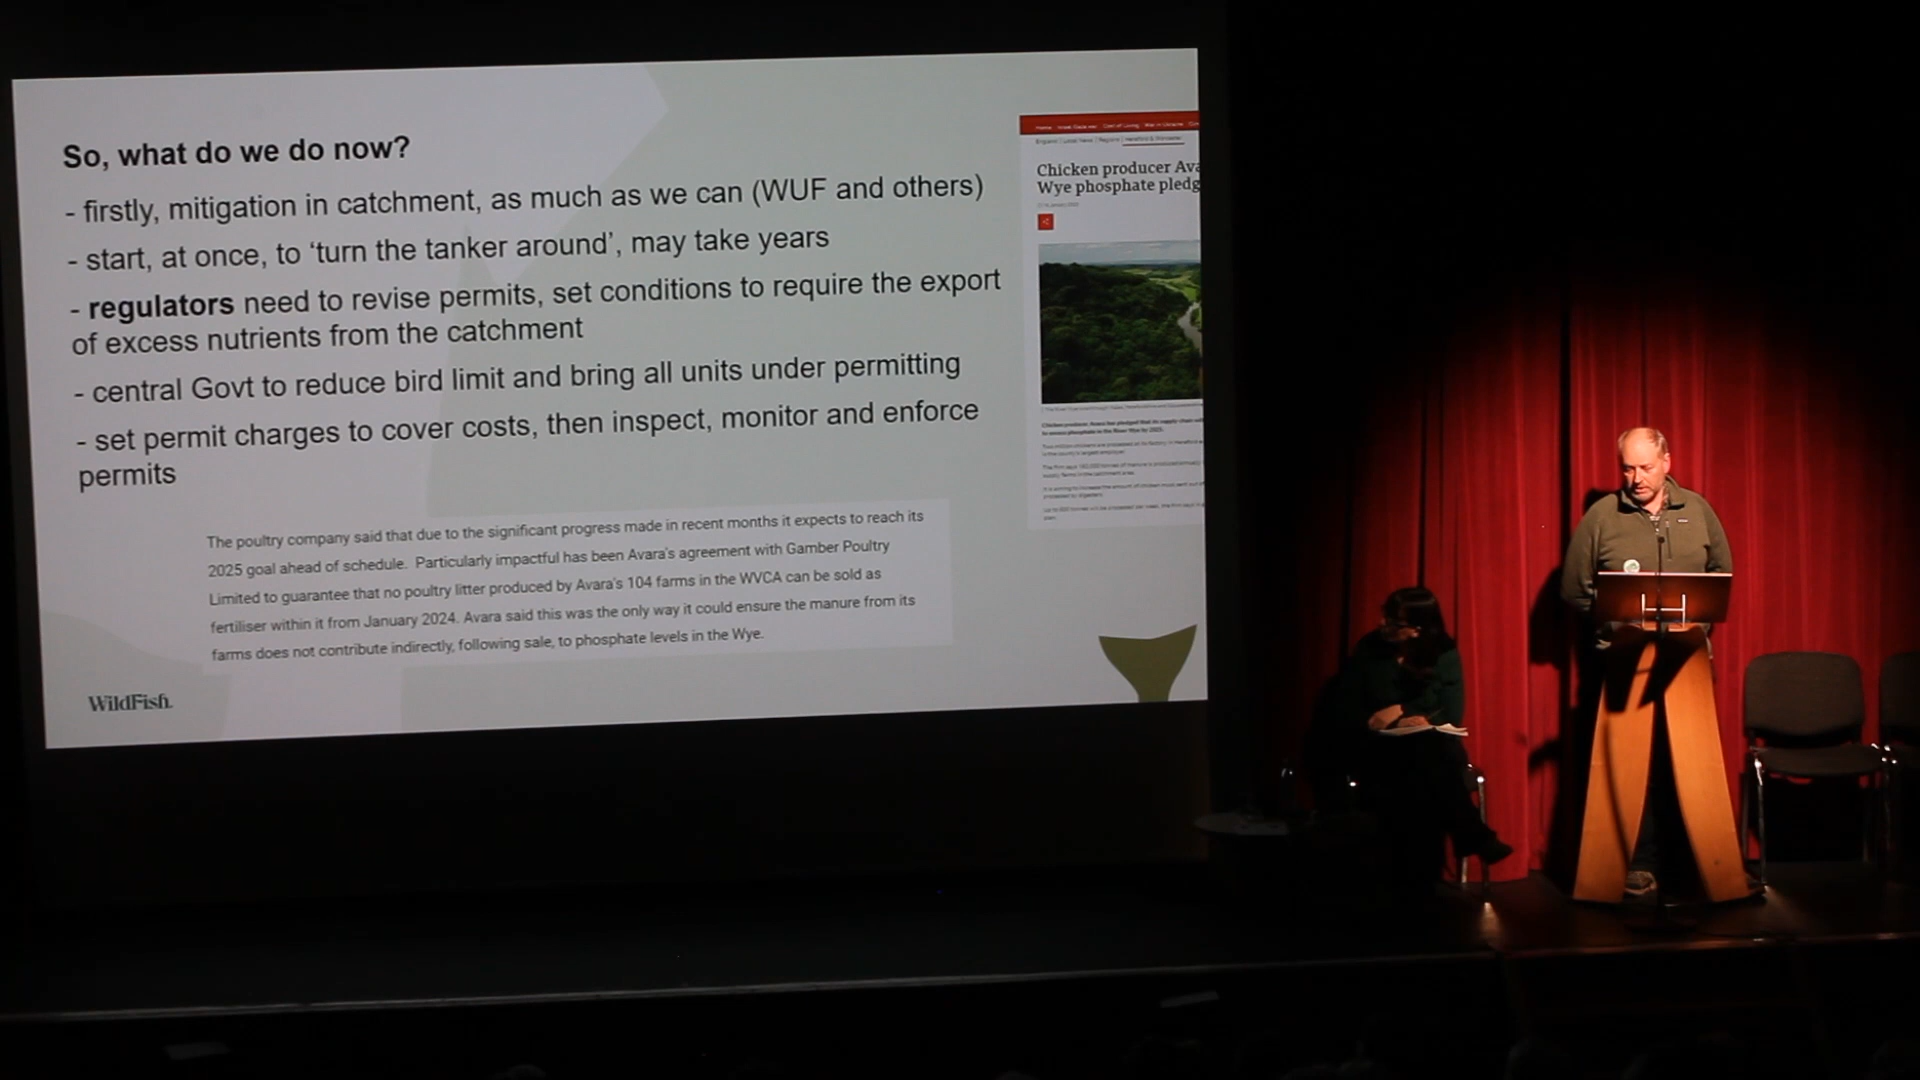 So, what do we do now?
- firstly, mitigation in catchment, as much as we can (WUF and others)
- start, at once, to ‘turn the tanker around’, may take years
- regulators need to revise permits, set conditions to require the export
of excess nutrients from the catchment
- central Govt to reduce bird limit and bring all units under permitting
- set permit charges to cover costs, then inspect, monitor and enforce
permits
The poultry company said that due to the significant progress made in recent months it expects to reach its
2025 goal ahead of schedule. Particularly impactful has been Avara's agreement with Gamber Poultry
Limited to guarantee that no poultry litter produced by Avara's 104 farms in the WVCA can be sold as
fertiliser within it from January 2024. Avara said this was the only way it could ensure the manure from its
farms does not contribute indirectly, following sale, to phosphate levels in the Wye.
WildFish.
Chicken producer Ava
Wye phosphate pledg